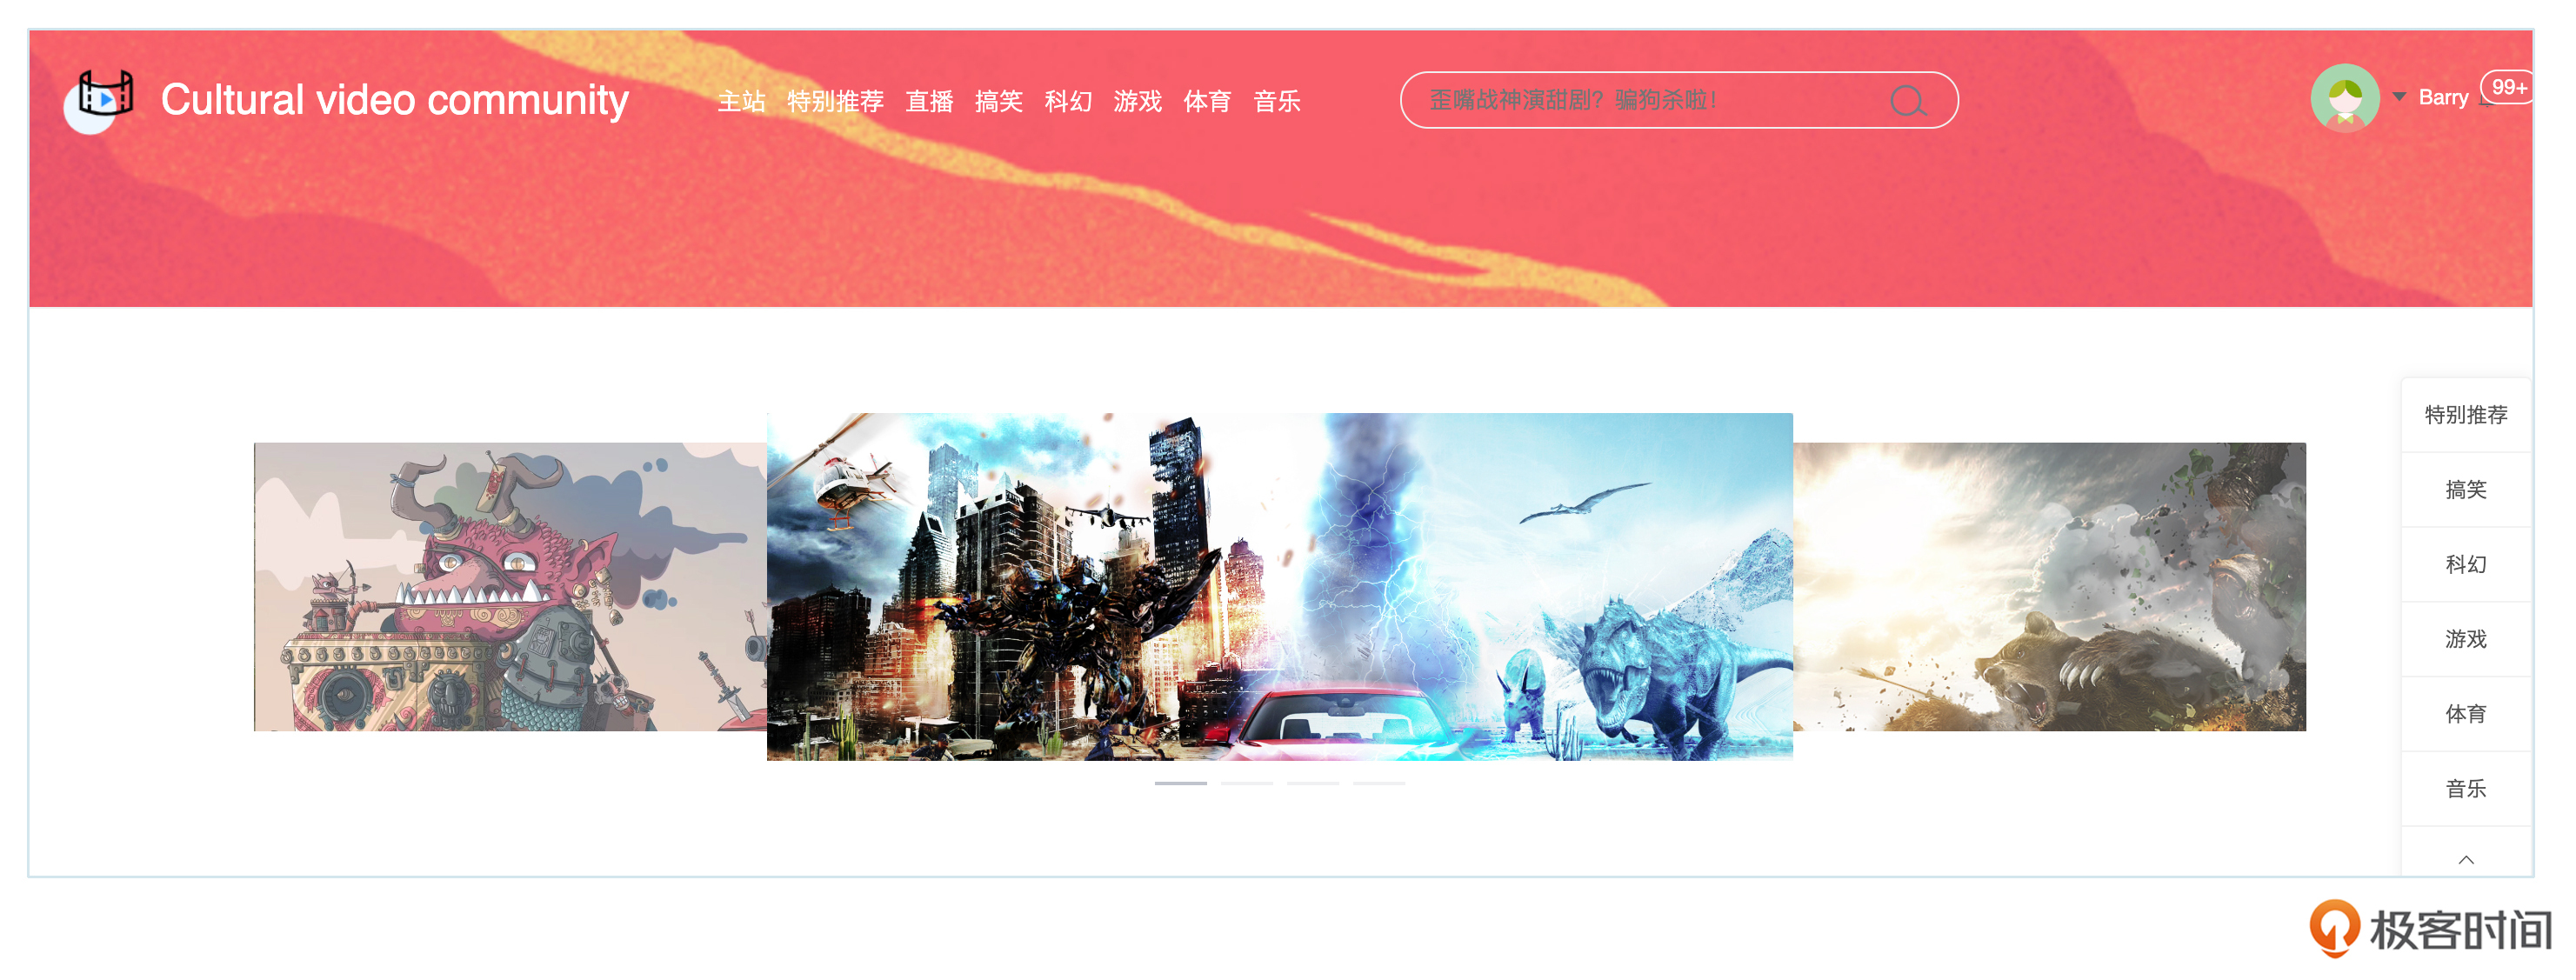 Cultural video community
主站 特别推荐 直播 搞笑 科幻 游戏 体育 音乐
歪嘴战神演甜剧？骗狗杀啦！
Barry
99+
特别推荐
搞笑
科幻
游戏
体育
音乐
极客时间